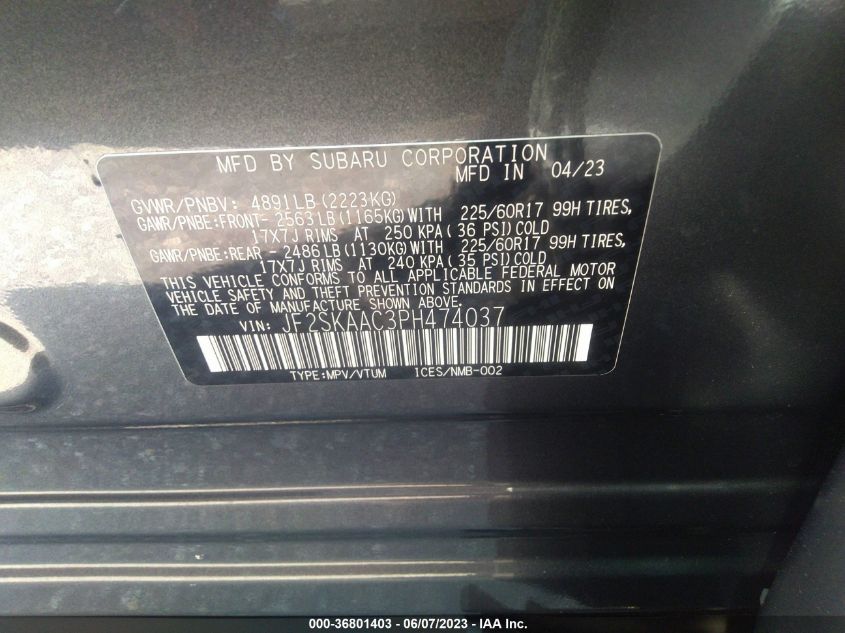 MFD BY SUBARU CORPORATION
MFD IN 04/23
GVWR/PNBV: 4891LB(2223KG)
GAWR/PNBE:FRONT- 2563LB(1165KG)WITH 225/60R17 99H TIRES,
17X7J RIMS AT 250 KPA( 36 PSI)COLD
GAWR/PNBE:REAR - 2486LB(1130KG)WITH 225/60R17 99H TIRES,
17X7J RIMS AT 240 KPA( 35 PSI)COLD
THIS VEHICLE CONFORMS TO ALL APPLICABLE FEDERAL MOTOR
VEHICLE SAFETY AND THEFT PREVENTION STANDARDS IN EFFECT ON
THE DATE OF MANUFACTURE SHOWN ABOVE.
VIN: JF2SKAAC3PH474037
TYPE:MPV/VTUM ICES/NMB-002
000-36801403 - 06/07/2023 - IAA Inc.